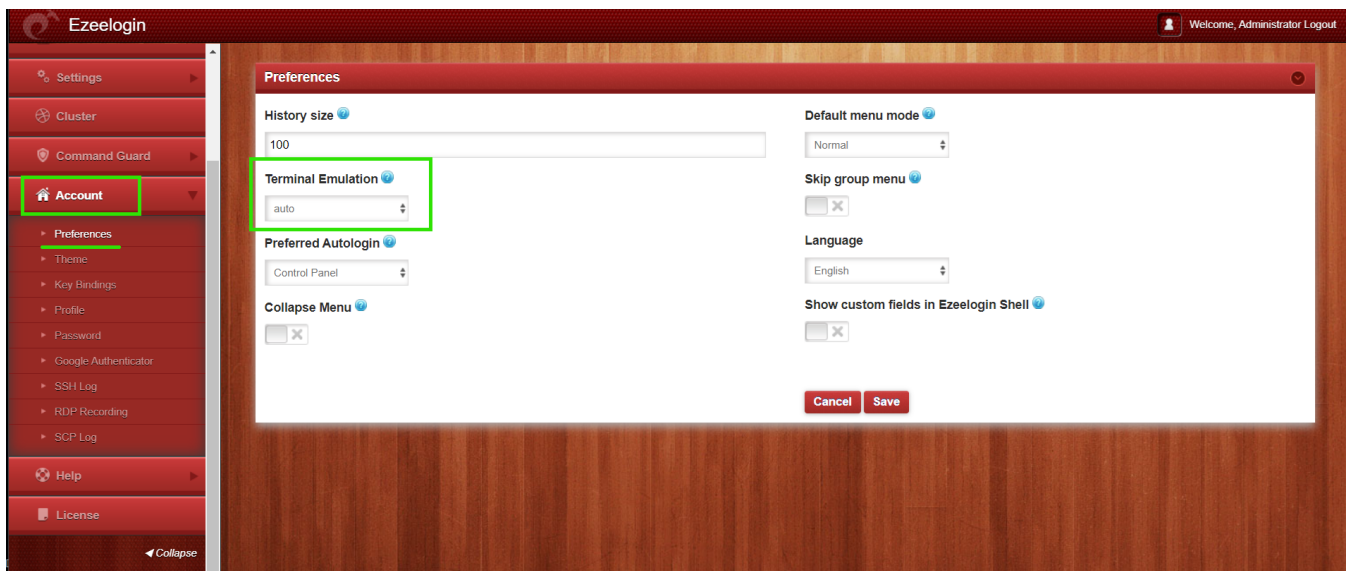 Ezeelogin
Welcome, Administrator Logout
Settings
Cluster
Command Guard
Account
Preferences
Theme
Key Bindings
Profile
Password
Google Authenticator
SSH Log
RDP Recording
SCP Log
Help
License
Collapse
Preferences
History size
100
Default menu mode
Normal
Terminal Emulation
auto
Skip group menu
Preferred Autologin
Control Panel
Language
English
Collapse Menu
Show custom fields in Ezeelogin Shell
Cancel Save